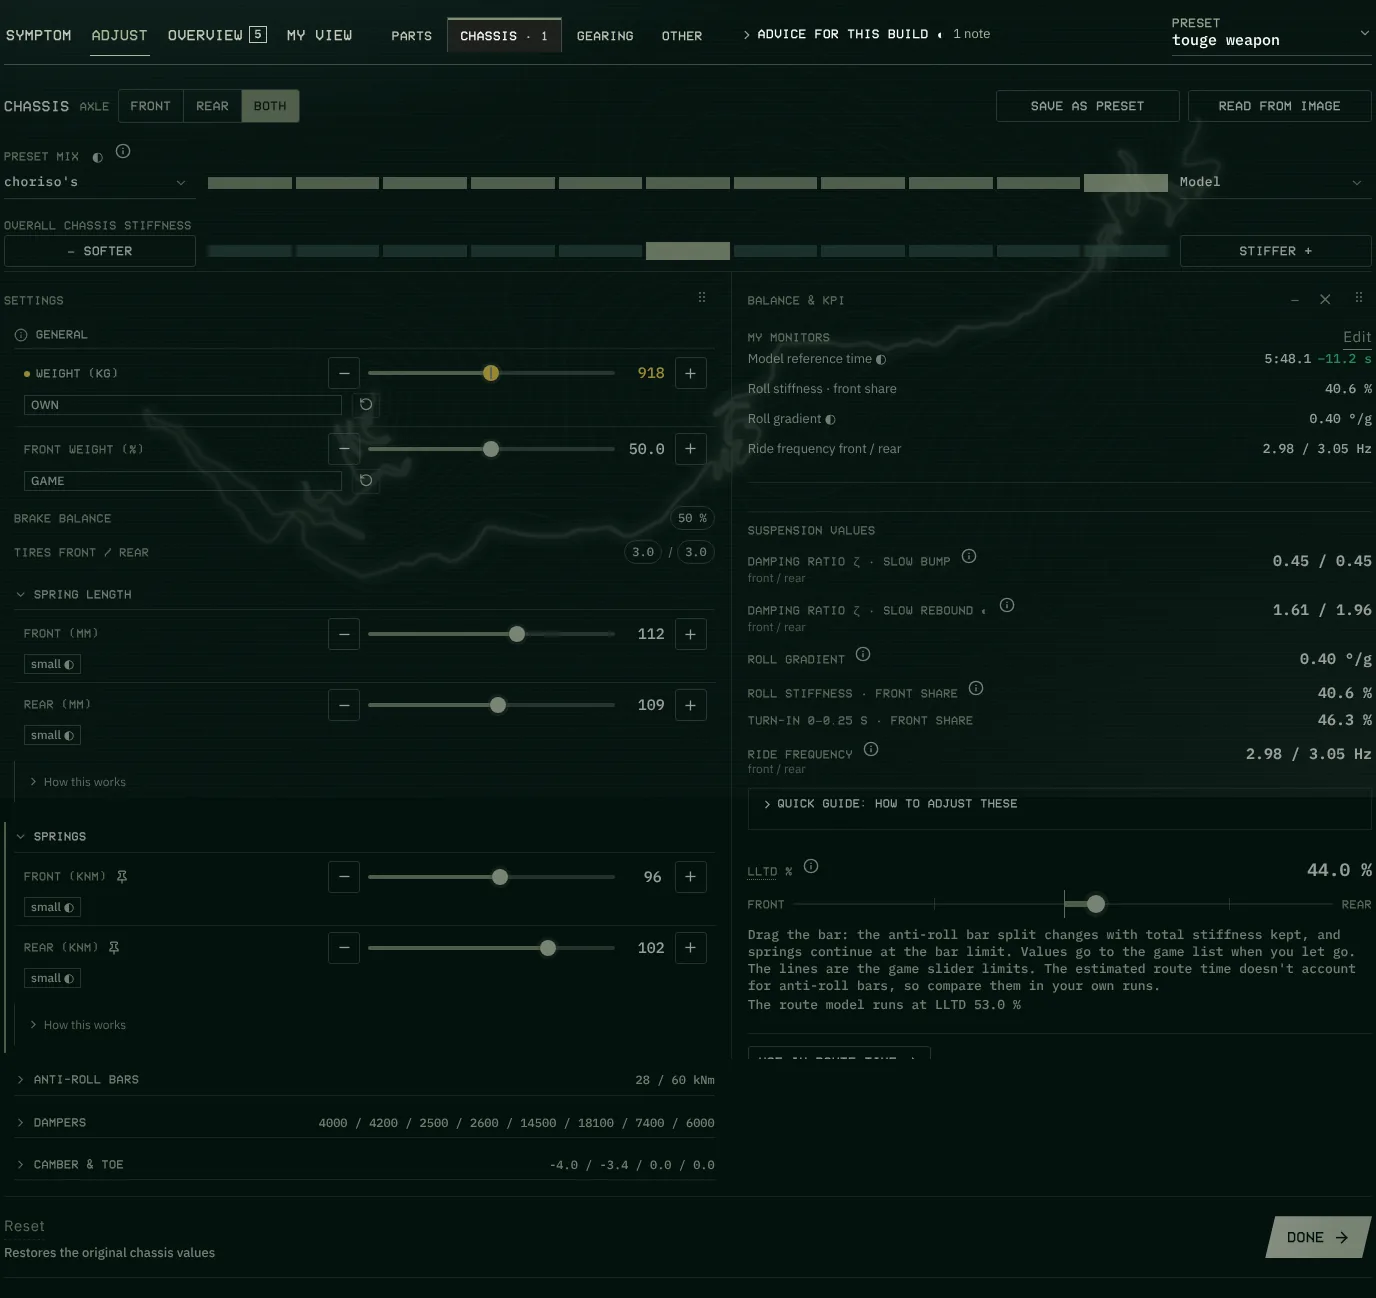 SYMPTOM ADJUST OVERVIEW 5 MY VIEW PARTS CHASSIS · 1 GEARING OTHER > ADVICE FOR THIS BUILD 1 note
PRESET
touge weapon
CHASSIS AXLE FRONT REAR BOTH SAVE AS PRESET READ FROM IMAGE
PRESET MIX
choriso's Model
OVERALL CHASSIS STIFFNESS
– SOFTER STIFFER +
SETTINGS
GENERAL
WEIGHT (KG) – 918 +
OWN
FRONT WEIGHT (%) – 50.0 +
GAME
BRAKE BALANCE 50 %
TIRES FRONT / REAR 3.0 / 3.0
SPRING LENGTH
FRONT (MM) – 112 +
small
REAR (MM) – 109 +
small
> How this works
SPRINGS
FRONT (KNM) – 96 +
small
REAR (KNM) – 102 +
small
> How this works
> ANTI-ROLL BARS 28 / 60 kNm
> DAMPERS 4000 / 4200 / 2500 / 2600 / 14500 / 18100 / 7400 / 6000
> CAMBER & TOE -4.0 / -3.4 / 0.0 / 0.0
BALANCE & KPI
MY MONITORS Edit
Model reference time 5:48.1 −11.2 s
Roll stiffness · front share 40.6 %
Roll gradient 0.40 °/g
Ride frequency front / rear 2.98 / 3.05 Hz
SUSPENSION VALUES
DAMPING RATIO ζ · SLOW BUMP 0.45 / 0.45
front / rear
DAMPING RATIO ζ · SLOW REBOUND 1.61 / 1.96
front / rear
ROLL GRADIENT 0.40 °/g
ROLL STIFFNESS · FRONT SHARE 40.6 %
TURN-IN 0–0.25 S · FRONT SHARE 46.3 %
RIDE FREQUENCY 2.98 / 3.05 Hz
front / rear
> QUICK GUIDE: HOW TO ADJUST THESE
LLTD % 44.0 %
FRONT REAR
Drag the bar: the anti-roll bar split changes with total stiffness kept, and
springs continue at the bar limit. Values go to the game list when you let go.
The lines are the game slider limits. The estimated route time doesn't account
for anti-roll bars, so compare them in your own runs.
The route model runs at LLTD 53.0 %
Reset
Restores the original chassis values
DONE →